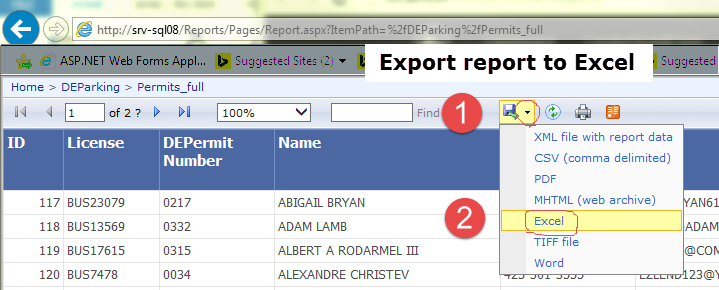 http://srv-sql08/Reports/Pages/Report.aspx?ItemPath=%2fDEParking%2fPermits_full
ASP.NET Web Forms Appl... Suggested Sites (2) Suggested
Export report to Excel
Home > DEParking > Permits_full
1 of 2 ? 100% Find
1
ID License DEPermit Number Name
XML file with report data
CSV (comma delimited)
PDF
MHTML (web archive)
2
Excel
TIFF file
Word
117 BUS23079 0217 ABIGAIL BRYAN YAN61
118 BUS13569 0332 ADAM LAMB ADAM
119 BUS17615 0315 ALBERT A RODARMEL III @COM
120 BUS7478 0034 ALEXANDRE CHRISTEV EZLEND123@Y